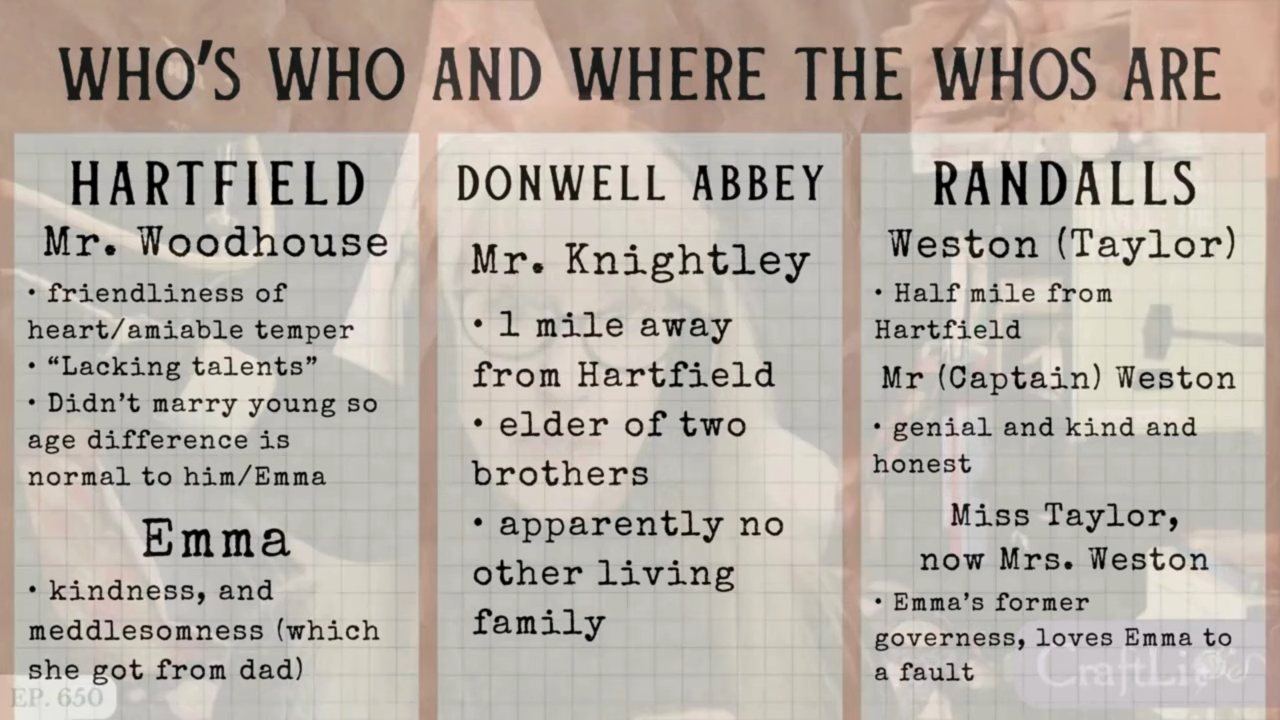 WHO'S WHO AND WHERE THE WHOS ARE
HARTFIELD
Mr. Woodhouse
• friendliness of
heart/amiable temper
• “Lacking talents”
• Didn't marry young so
age difference is
normal to him/Emma
Emma
• kindness, and
meddlesomness (which
she got from dad)
DONWELL ABBEY
Mr. Knightley
• 1 mile away
from Hartfield
• elder of two
brothers
• apparently no
other living
family
RANDALLS
Weston (Taylor)
• Half mile from
Hartfield
Mr (Captain) Weston
• genial and kind and
honest
Miss Taylor,
now Mrs. Weston
• Emma's former
governess, loves Emma to
a fault
EP. 650